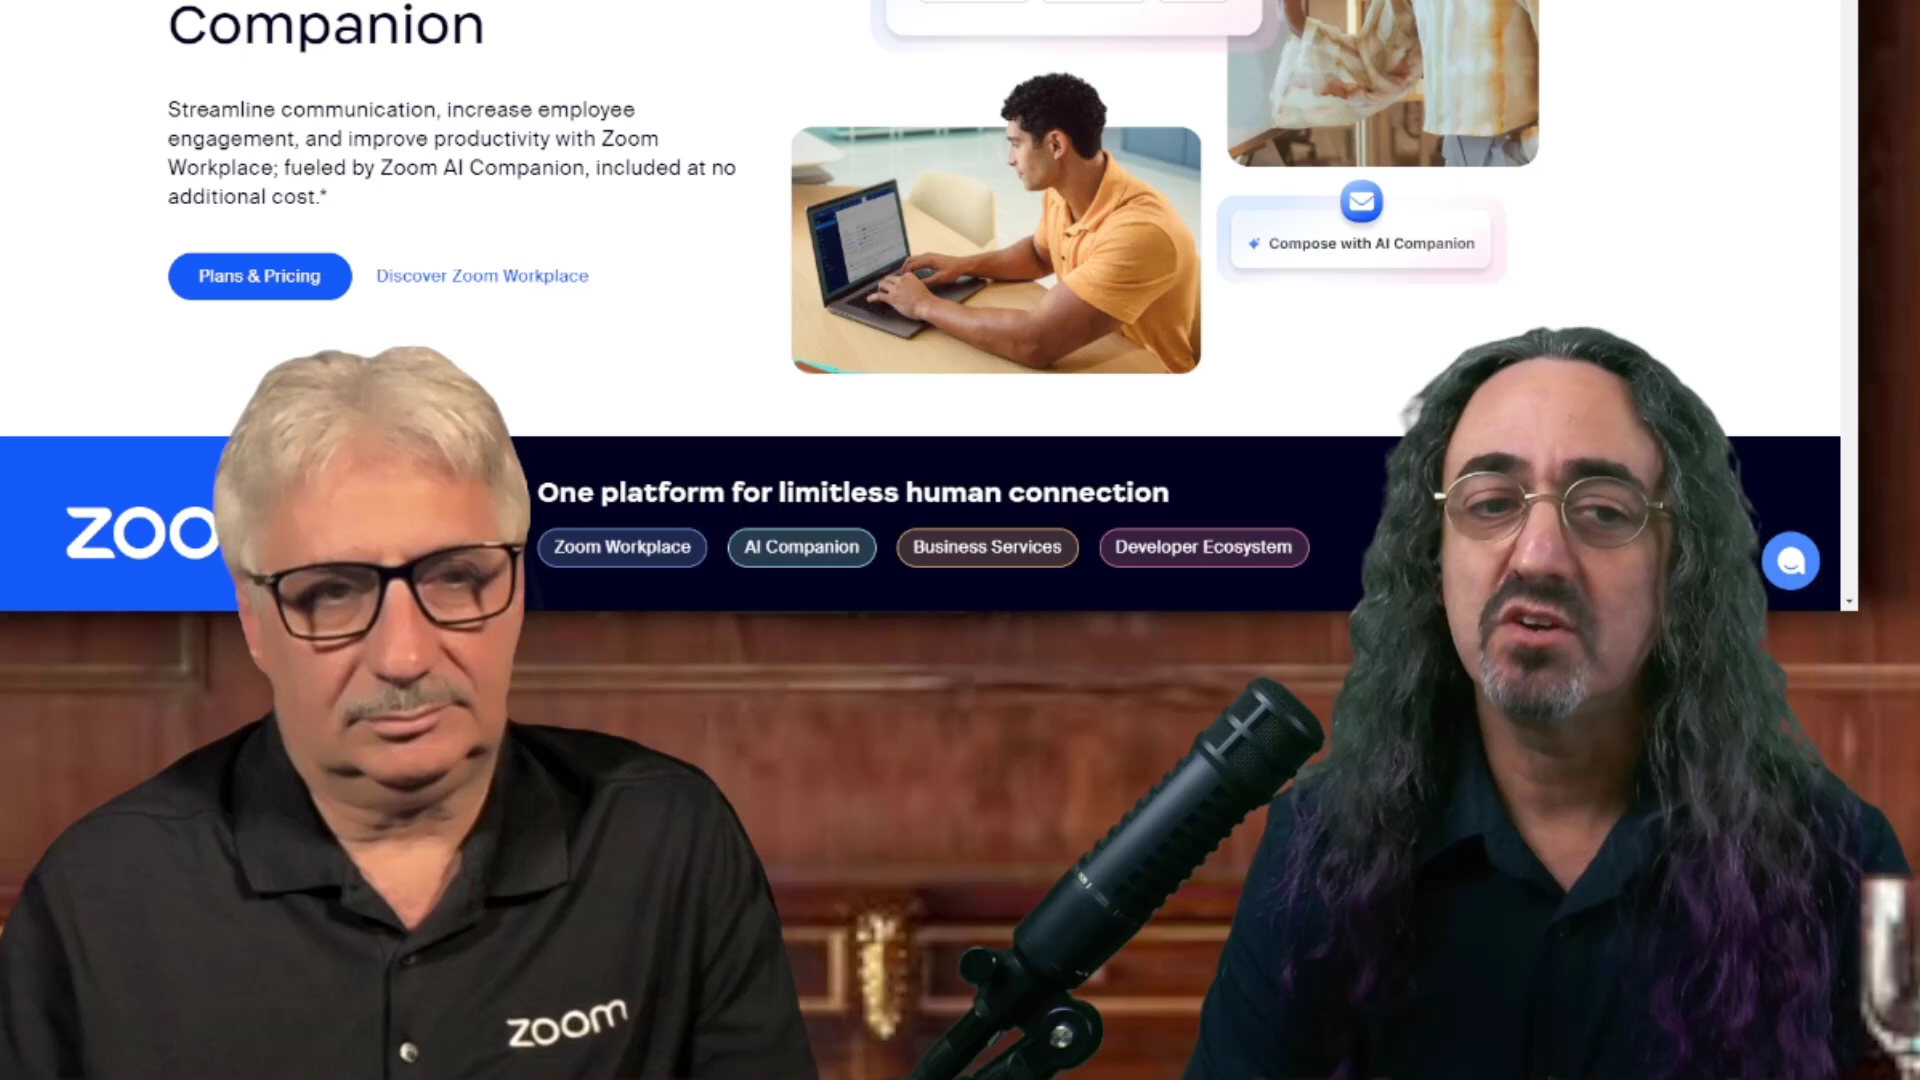 Companion
Streamline communication, increase employee
engagement, and improve productivity with Zoom
Workplace; fueled by Zoom AI Companion, included at no
additional cost.*
Plans & Pricing
Discover Zoom Workplace
Compose with AI Companion
One platform for limitless human connection
Zoom Workplace
AI Companion
Business Services
Developer Ecosystem
zoom